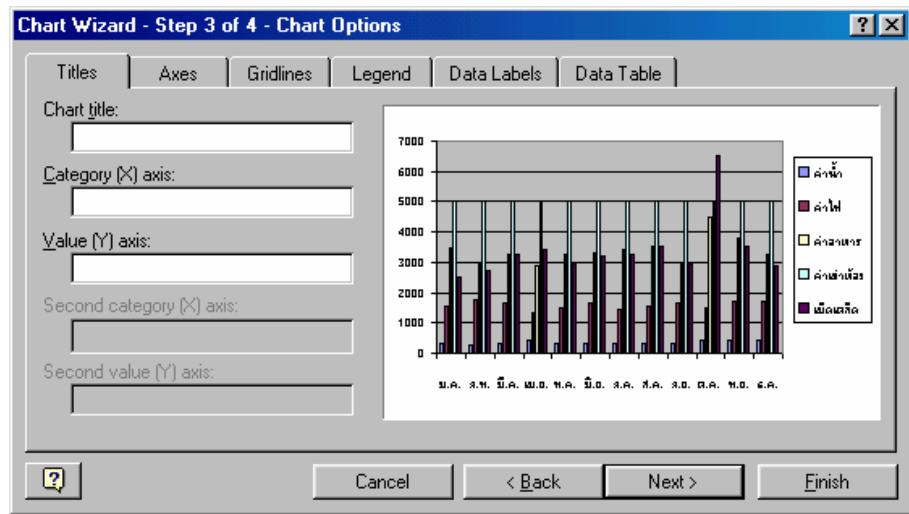 Chart Wizard - Step 3 of 4 - Chart Options
Titles Axes Gridlines Legend Data Labels Data Table
Chart title:
Category (X) axis:
Value (Y) axis:
Second category (X) axis:
Second value (Y) axis:
7000
6000
5000
4000
3000
2000
1000
0
ม.ค. ก.พ. มี.ค. เม.ย. พ.ค. มิ.ย. ก.ค. ส.ค. ก.ย. ต.ค. พ.ย. ธ.ค.
ค่าน้ำ
ค่าไฟ
ค่าอาหาร
ค่าเช่าห้อง
เบ็ดเตล็ด
Cancel < Back Next > Finish